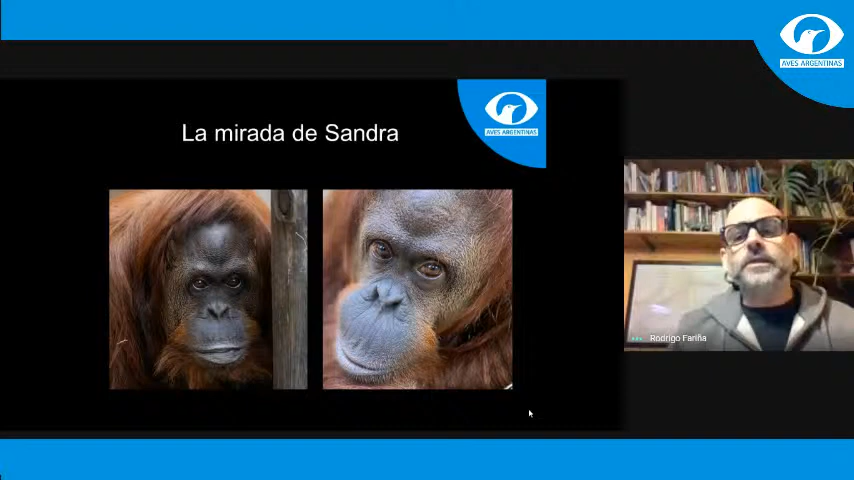 AVES ARGENTINAS
La mirada de Sandra
AVES ARGENTINAS
Rodrigo Fariña